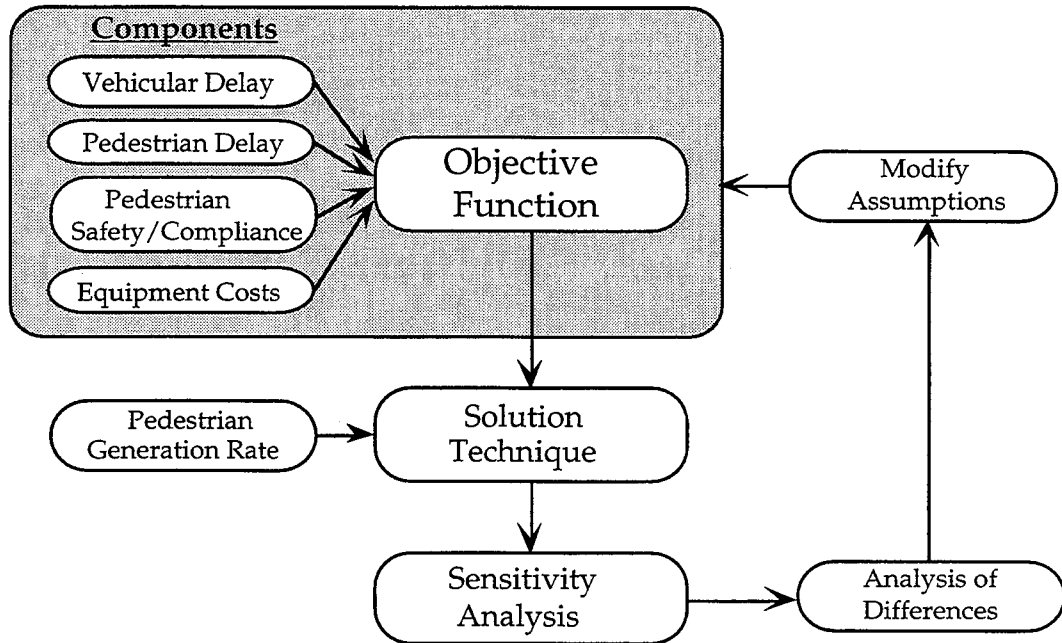 Components
Vehicular Delay
Pedestrian Delay
Pedestrian
Safety/Compliance
Equipment Costs
Objective
Function
Modify
Assumptions
Pedestrian
Generation Rate
Solution
Technique
Sensitivity
Analysis
Analysis of
Differences